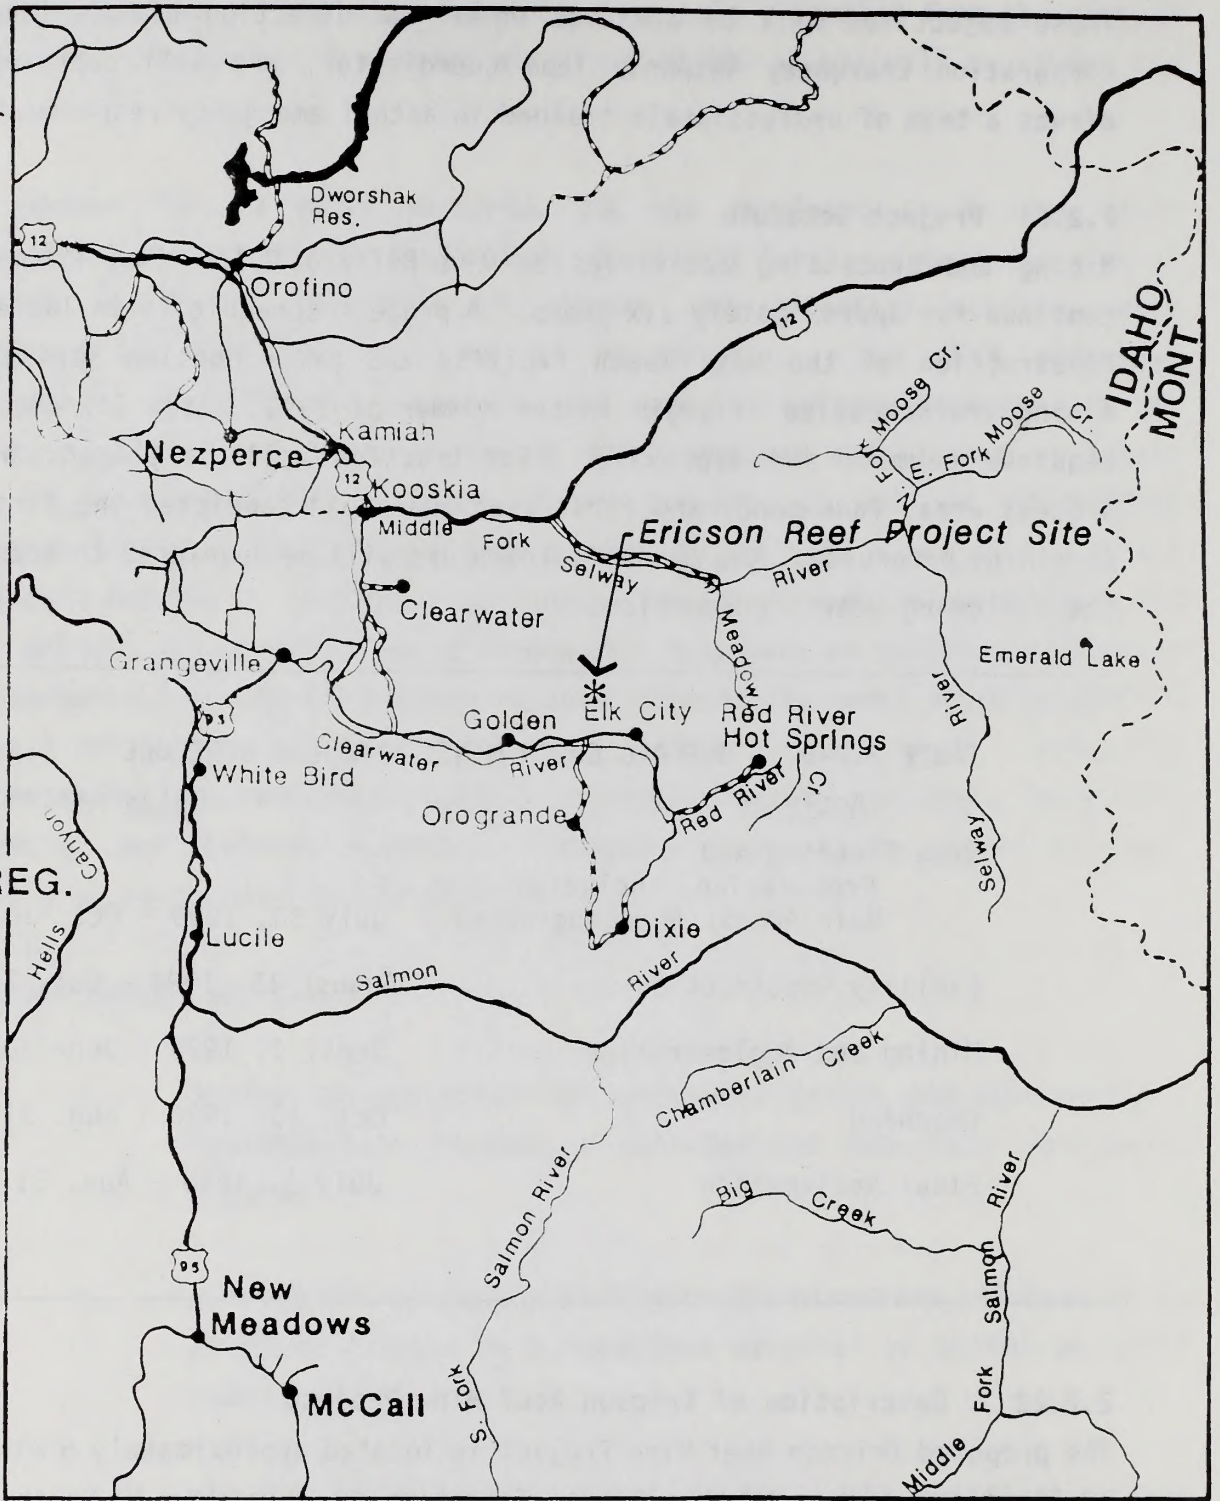 Dworshak
Res.
12
Orofino
12
IDAHO
MONT
N. Fork Moose Cr.
E. Fork Moose Cr.
Kamiah
Nezperce
12
Kooskia
Middle Fork
Ericson Reef Project Site
Selway River
Clearwater
Meadow Cr
Grangeville
Emerald Lake
95
Golden
Elk City
Red River
Hot Springs
Clearwater River
White Bird
Orogrande
Red River
Selway River
Canyon
Hells
EG.
Lucile
Dixie
Salmon River
Chamberlain Creek
Salmon River
S. Fork
Big Creek
95
New
Meadows
McCall
Middle Fork Salmon River